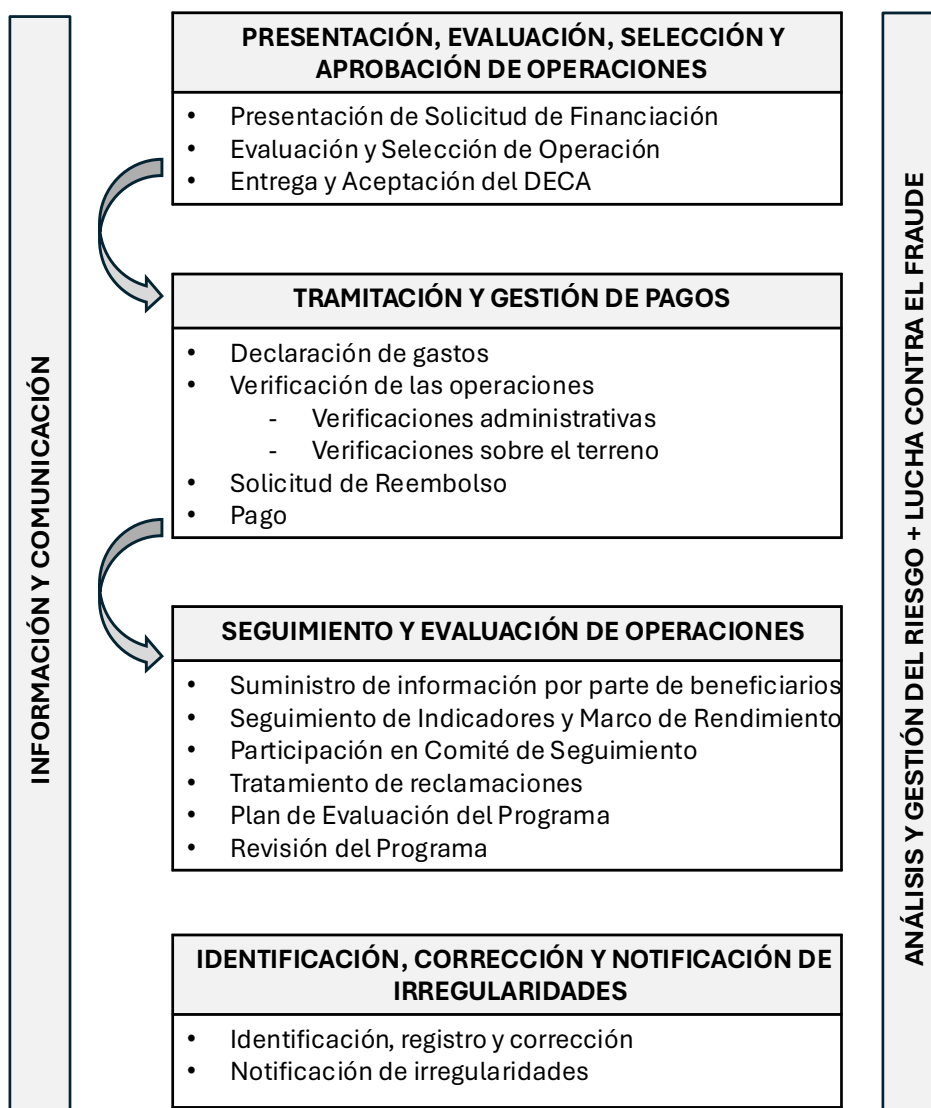 INFORMACIÓN Y COMUNICACIÓN
PRESENTACIÓN, EVALUACIÓN, SELECCIÓN Y
APROBACIÓN DE OPERACIONES
• Presentación de Solicitud de Financiación
• Evaluación y Selección de Operación
• Entrega y Aceptación del DECA
TRAMITACIÓN Y GESTIÓN DE PAGOS
• Declaración de gastos
• Verificación de las operaciones
- Verificaciones administrativas
- Verificaciones sobre el terreno
• Solicitud de Reembolso
• Pago
SEGUIMIENTO Y EVALUACIÓN DE OPERACIONES
• Suministro de información por parte de beneficiarios
• Seguimiento de Indicadores y Marco de Rendimiento
• Participación en Comité de Seguimiento
• Tratamiento de reclamaciones
• Plan de Evaluación del Programa
• Revisión del Programa
IDENTIFICACIÓN, CORRECCIÓN Y NOTIFICACIÓN DE
IRREGULARIDADES
• Identificación, registro y corrección
• Notificación de irregularidades
ANÁLISIS Y GESTIÓN DEL RIESGO + LUCHA CONTRA EL FRAUDE